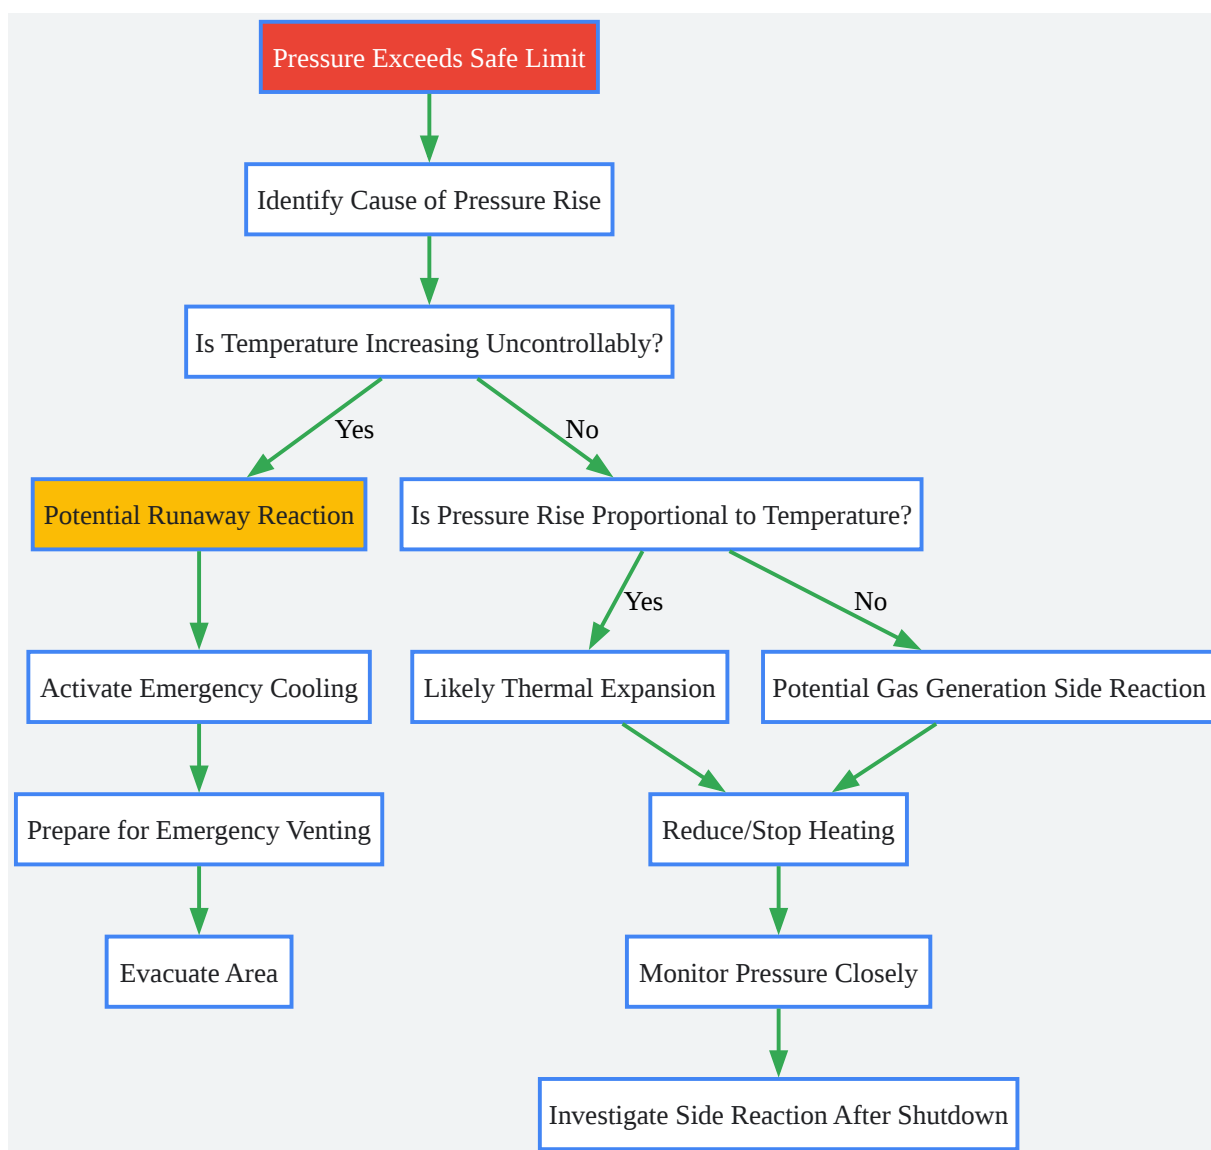 Pressure Exceeds Safe Limit
Identify Cause of Pressure Rise
Is Temperature Increasing Uncontrollably?
Yes
No
Potential Runaway Reaction
Is Pressure Rise Proportional to Temperature?
Yes
No
Activate Emergency Cooling
Likely Thermal Expansion
Potential Gas Generation Side Reaction
Prepare for Emergency Venting
Reduce/Stop Heating
Evacuate Area
Monitor Pressure Closely
Investigate Side Reaction After Shutdown